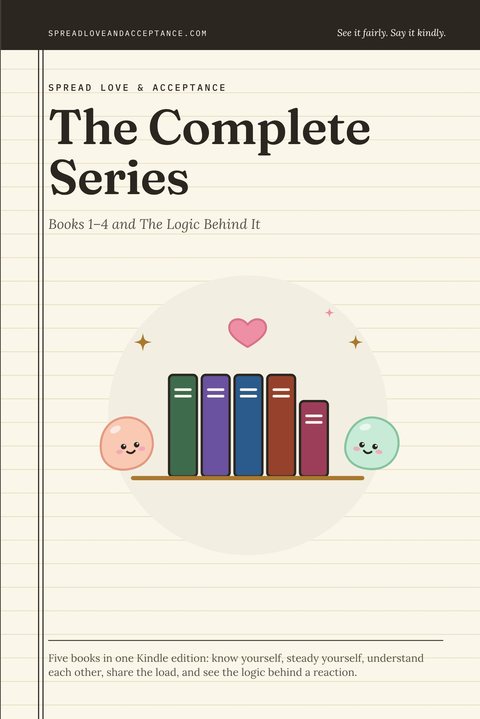 SPREADLOVEANDACCEPTANCE.COM
See it fairly. Say it kindly.
SPREAD LOVE & ACCEPTANCE
The Complete
Series
Books 1–4 and The Logic Behind It
Five books in one Kindle edition: know yourself, steady yourself, understand
each other, share the load, and see the logic behind a reaction.